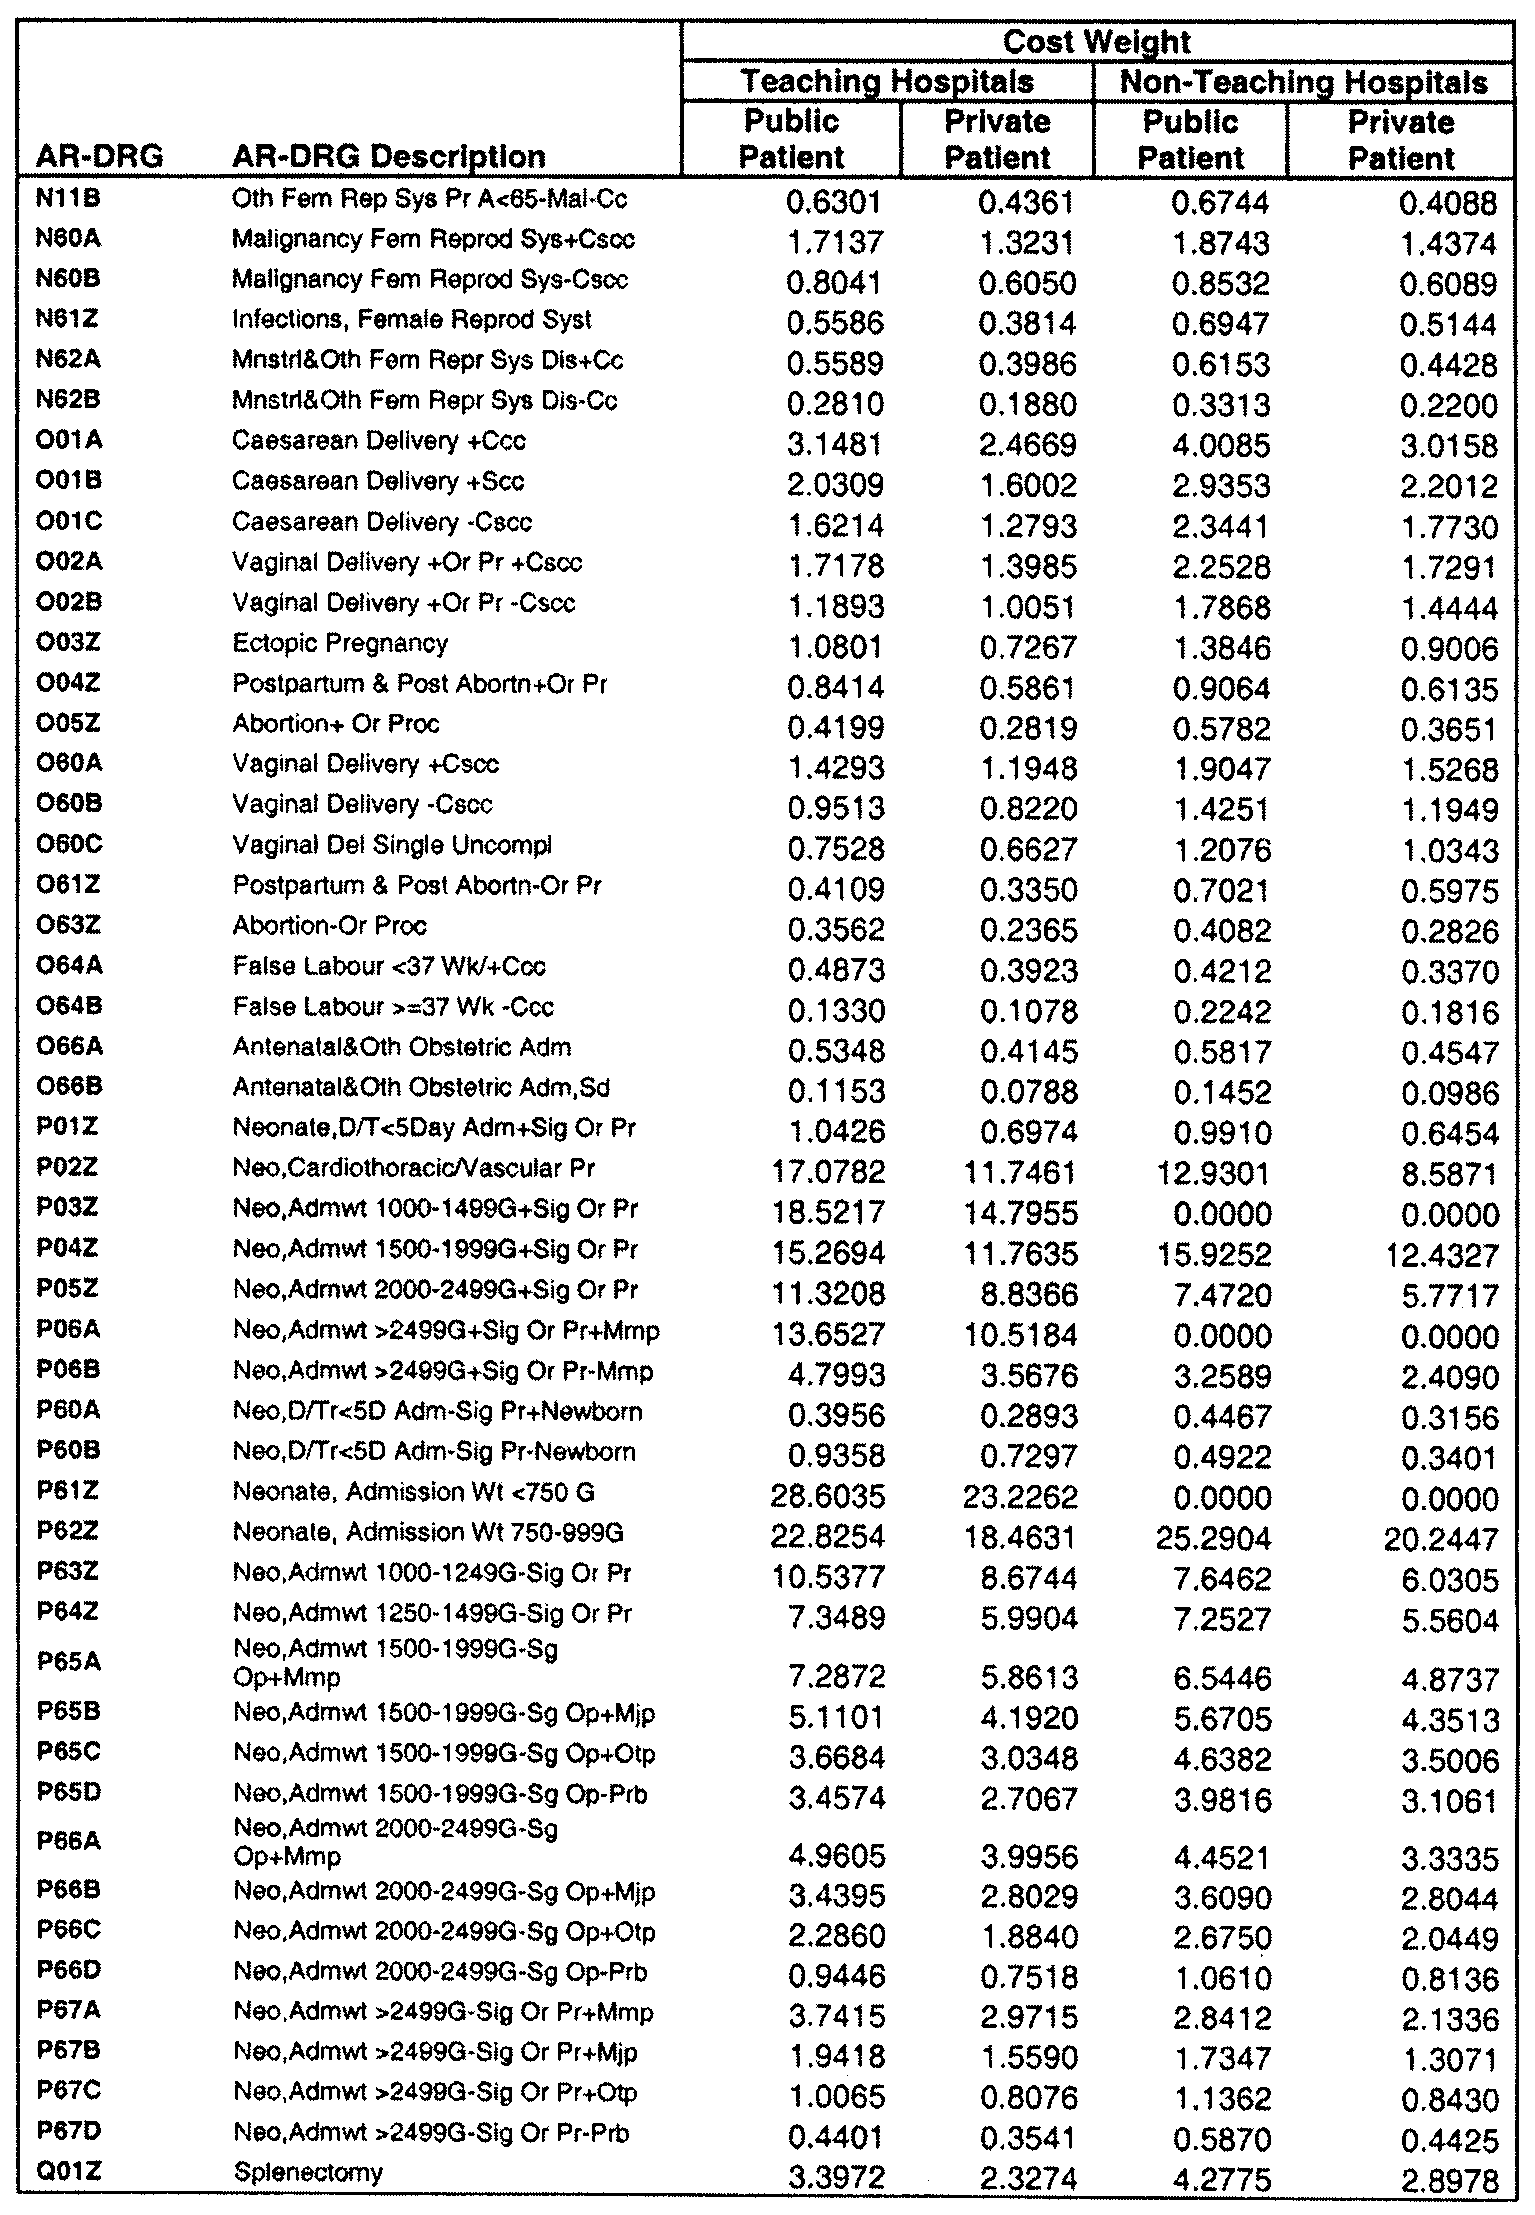 Cost Weight
Teaching Hospitals Non-Teaching Hospitals
Public Private Public Private
AR-DRG AR-DRG Description Patient Patient Patient Patient
N11B Oth Fem Rep Sys Pr A<65-Mal-Cc 0.6301 0.4361 0.6744 0.4088
N60A Malignancy Fem Reprod Sys+Cscc 1.7137 1.3231 1.8743 1.4374
N60B Malignancy Fem Reprod Sys-Cscc 0.8041 0.6050 0.8532 0.6089
N61Z Infections, Female Reprod Syst 0.5586 0.3814 0.6947 0.5144
N62A Mnstrl&Oth Fem Repr Sys Dis+Cc 0.5589 0.3986 0.6153 0.4428
N62B Mnstrl&Oth Fem Repr Sys Dis-Cc 0.2810 0.1880 0.3313 0.2200
O01A Caesarean Delivery +Ccc 3.1481 2.4669 4.0085 3.0158
O01B Caesarean Delivery +Scc 2.0309 1.6002 2.9353 2.2012
O01C Caesarean Delivery -Cscc 1.6214 1.2793 2.3441 1.7730
O02A Vaginal Delivery +Or Pr +Cscc 1.7178 1.3985 2.2528 1.7291
O02B Vaginal Delivery +Or Pr -Cscc 1.1893 1.0051 1.7868 1.4444
O03Z Ectopic Pregnancy 1.0801 0.7267 1.3846 0.9006
O04Z Postpartum & Post Abortn+Or Pr 0.8414 0.5861 0.9064 0.6135
O05Z Abortion+ Or Proc 0.4199 0.2819 0.5782 0.3651
O60A Vaginal Delivery +Cscc 1.4293 1.1948 1.9047 1.5268
O60B Vaginal Delivery -Cscc 0.9513 0.8220 1.4251 1.1949
O60C Vaginal Del Single Uncompl 0.7528 0.6627 1.2076 1.0343
O61Z Postpartum & Post Abortn-Or Pr 0.4109 0.3350 0.7021 0.5975
O63Z Abortion-Or Proc 0.3562 0.2365 0.4082 0.2826
O64A False Labour <37 Wk/+Ccc 0.4873 0.3923 0.4212 0.3370
O64B False Labour >=37 Wk -Ccc 0.1330 0.1078 0.2242 0.1816
O66A Antenatal&Oth Obstetric Adm 0.5348 0.4145 0.5817 0.4547
O66B Antenatal&Oth Obstetric Adm,Sd 0.1153 0.0788 0.1452 0.0986
P01Z Neonate,D/T<5Day Adm+Sig Or Pr 1.0426 0.6974 0.9910 0.6454
P02Z Neo,Cardiothoracic/Vascular Pr 17.0782 11.7461 12.9301 8.5871
P03Z Neo,Admwt 1000-1499G+Sig Or Pr 18.5217 14.7955 0.0000 0.0000
P04Z Neo,Admwt 1500-1999G+Sig Or Pr 15.2694 11.7635 15.9252 12.4327
P05Z Neo,Admwt 2000-2499G+Sig Or Pr 11.3208 8.8366 7.4720 5.7717
P06A Neo,Admwt >2499G+Sig Or Pr+Mmp 13.6527 10.5184 0.0000 0.0000
P06B Neo,Admwt >2499G+Sig Or Pr-Mmp 4.7993 3.5676 3.2589 2.4090
P60A Neo,D/Tr<5D Adm-Sig Pr+Newborn 0.3956 0.2893 0.4467 0.3156
P60B Neo,D/Tr<5D Adm-Sig Pr-Newborn 0.9358 0.7297 0.4922 0.3401
P61Z Neonate, Admission Wt <750 G 28.6035 23.2262 0.0000 0.0000
P62Z Neonate, Admission Wt 750-999G 22.8254 18.4631 25.2904 20.2447
P63Z Neo,Admwt 1000-1249G-Sig Or Pr 10.5377 8.6744 7.6462 6.0305
P64Z Neo,Admwt 1250-1499G-Sig Or Pr 7.3489 5.9904 7.2527 5.5604
Neo,Admwt 1500-1999G-Sg
P65A Op+Mmp 7.2872 5.8613 6.5446 4.8737
P65B Neo,Admwt 1500-1999G-Sg Op+Mjp 5.1101 4.1920 5.6705 4.3513
P65C Neo,Admwt 1500-1999G-Sg Op+Otp 3.6684 3.0348 4.6382 3.5006
P65D Neo,Admwt 1500-1999G-Sg Op-Prb 3.4574 2.7067 3.9816 3.1061
Neo,Admwt 2000-2499G-Sg
P66A Op+Mmp 4.9605 3.9956 4.4521 3.3335
P66B Neo,Admwt 2000-2499G-Sg Op+Mjp 3.4395 2.8029 3.6090 2.8044
P66C Neo,Admwt 2000-2499G-Sg Op+Otp 2.2860 1.8840 2.6750 2.0449
P66D Neo,Admwt 2000-2499G-Sg Op-Prb 0.9446 0.7518 1.0610 0.8136
P67A Neo,Admwt >2499G-Sig Or Pr+Mmp 3.7415 2.9715 2.8412 2.1336
P67B Neo,Admwt >2499G-Sig Or Pr+Mjp 1.9418 1.5590 1.7347 1.3071
P67C Neo,Admwt >2499G-Sig Or Pr+Otp 1.0065 0.8076 1.1362 0.8430
P67D Neo,Admwt >2499G-Sig Or Pr-Prb 0.4401 0.3541 0.5870 0.4425
Q01Z Splenectomy 3.3972 2.3274 4.2775 2.8978